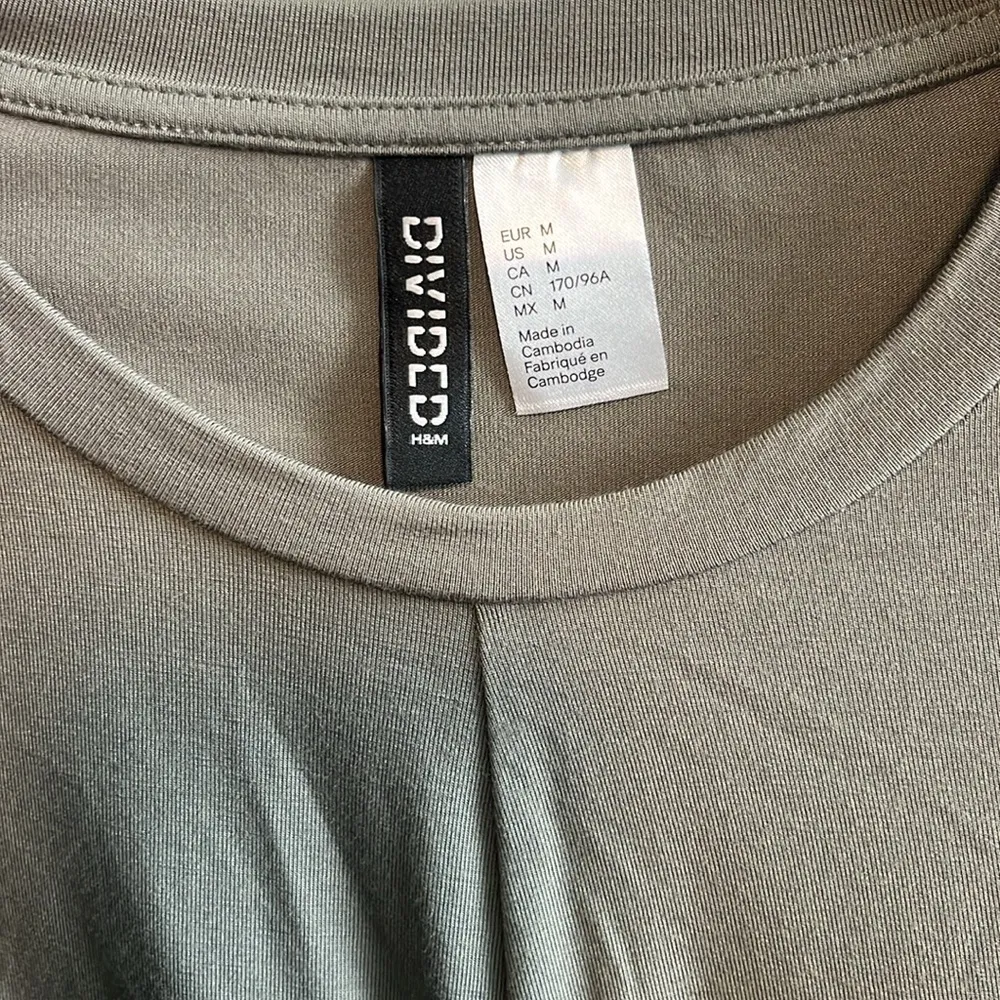 DIVIDED
H&M
EUR M
US M
CA M
CN 170/96A
MX M
Made in
Cambodia
Fabriqué en
Cambodge